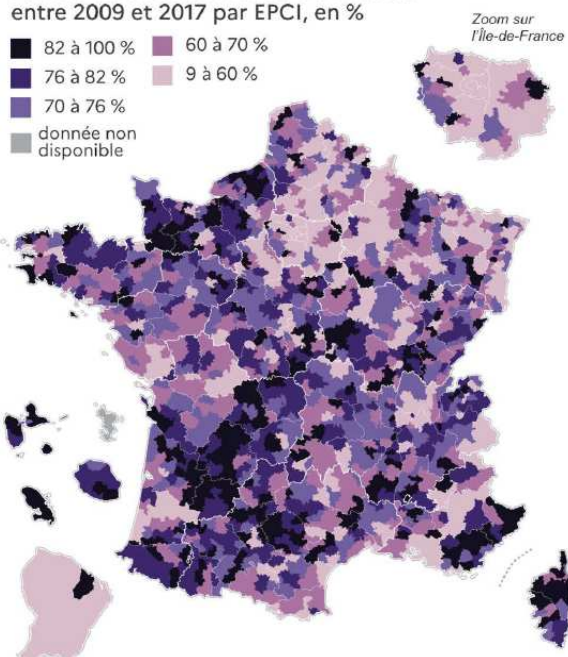 entre 2009 et 2017 par EPCI, en %
82 à 100 %
60 à 70 %
76 à 82 %
9 à 60 %
70 à 76 %
donnée non
disponible
Zoom sur
l'Île-de-France